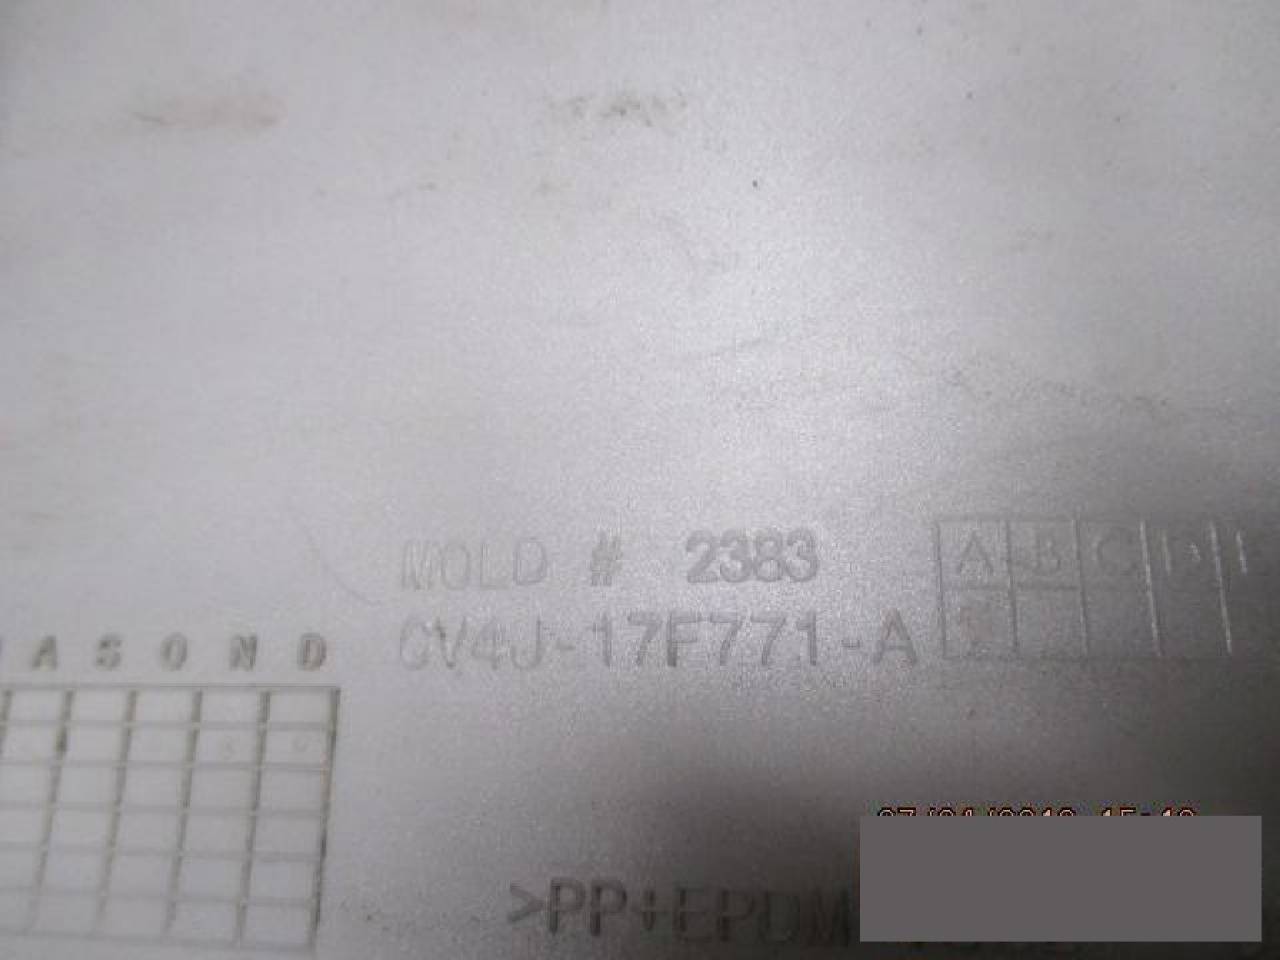 MOLD # 2383
A B C D E
CV4J-17F771-A
A S O N D
>PP+EPDM